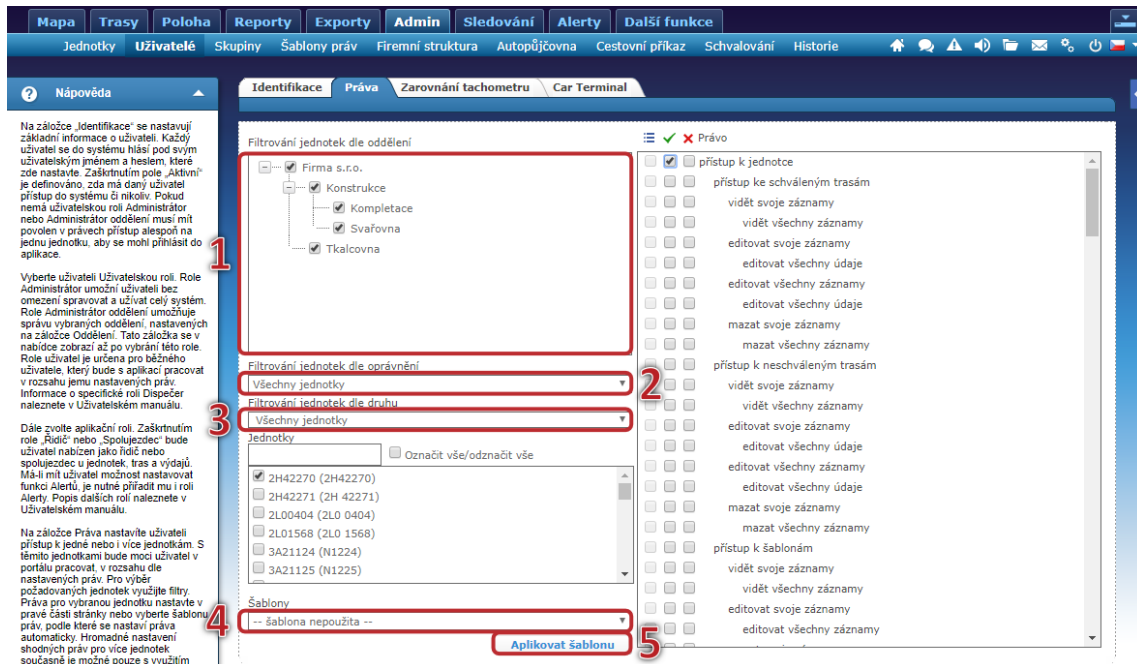 Mapa Trasy Poloha Reporty Exporty Admin Sledování Alerty Další funkce
Jednotky Uživatelé Skupiny Šablony práv Firemní struktura Autopůjčovna Cestovní příkaz Schvalování Historie
Nápověda
Na záložce „Identifikace“ se nastavují
základní informace o uživateli. Každý
uživatel se do systému hlásí pod svým
uživatelským jménem a heslem, které
zde nastavte. Zaškrtnutím pole „Aktivní“
je definováno, zda má daný uživatel
přístup do systému či nikoliv. Pokud
nemá uživatelskou roli Administrátor
nebo Administrátor oddělení musí mít
povolen v právech přístup alespoň na
jednu jednotku, aby se mohl přihlásit do
aplikace.
Vyberte uživateli Uživatelskou roli. Role
Administrátor umožní uživateli bez
omezení spravovat a užívat celý systém.
Role Administrátor oddělení umožňuje
správu vybraných oddělení, nastavených
na záložce Oddělení. Tato záložka se v
nabídce zobrazí až po vybrání této role.
Role uživatel je určena pro běžného
uživatele, který bude s aplikací pracovat
v rozsahu jemu nastavených práv.
Informace o specifické roli Dispečer
naleznete v Uživatelském manuálu.
Dále zvolte aplikační roli. Zaškrtnutím
role „Řidič“ nebo „Spolujezdec“ bude
uživatel nabízen jako řidič nebo
spolujezdec u jednotek, tras a výdajů.
Má-li mít uživatel možnost nastavovat
funkci Alertů, je nutné přiřadit mu i roli
Alerty. Popis dalších rolí naleznete v
Uživatelském manuálu.
Na záložce Práva nastavíte uživateli
přístup k jedné nebo i více jednotkám. S
těmito jednotkami bude moci uživatel v
portálu pracovat, v rozsahu dle
nastavených práv. Pro výběr
požadovaných jednotek využijte filtry.
Práva pro vybranou jednotku nastavte v
pravé části stránky nebo vyberte šablonu
práv, podle které se nastaví práva
automaticky. Hromadné nastavení
shodných práv pro více jednotek
současně je možné pouze s využitím
Identifikace Práva Zarovnání tachometru Car Terminal
Filtrování jednotek dle oddělení
Firma s.r.o.
Konstrukce
Kompletace
Svařovna
Tkalcovna
1
Filtrování jednotek dle oprávnění
Všechny jednotky
2
Filtrování jednotek dle druhu
Všechny jednotky
3
Jednotky
Označit vše/odznačit vše
2H42270 (2H42270)
2H42271 (2H 42271)
2L00404 (2L0 0404)
2L01568 (2L0 1568)
3A21124 (N1224)
3A21125 (N1225)
Šablony
-- šablona nepoužita --
4
Aplikovat šablonu
5
Právo
přístup k jednotce
přístup ke schváleným trasám
vidět svoje záznamy
vidět všechny záznamy
editovat svoje záznamy
editovat všechny údaje
editovat všechny záznamy
editovat všechny údaje
mazat svoje záznamy
mazat všechny záznamy
přístup k neschváleným trasám
vidět svoje záznamy
vidět všechny záznamy
editovat svoje záznamy
editovat všechny údaje
editovat všechny záznamy
editovat všechny údaje
mazat svoje záznamy
mazat všechny záznamy
přístup k šablonám
vidět svoje záznamy
vidět všechny záznamy
editovat svoje záznamy
editovat všechny záznamy